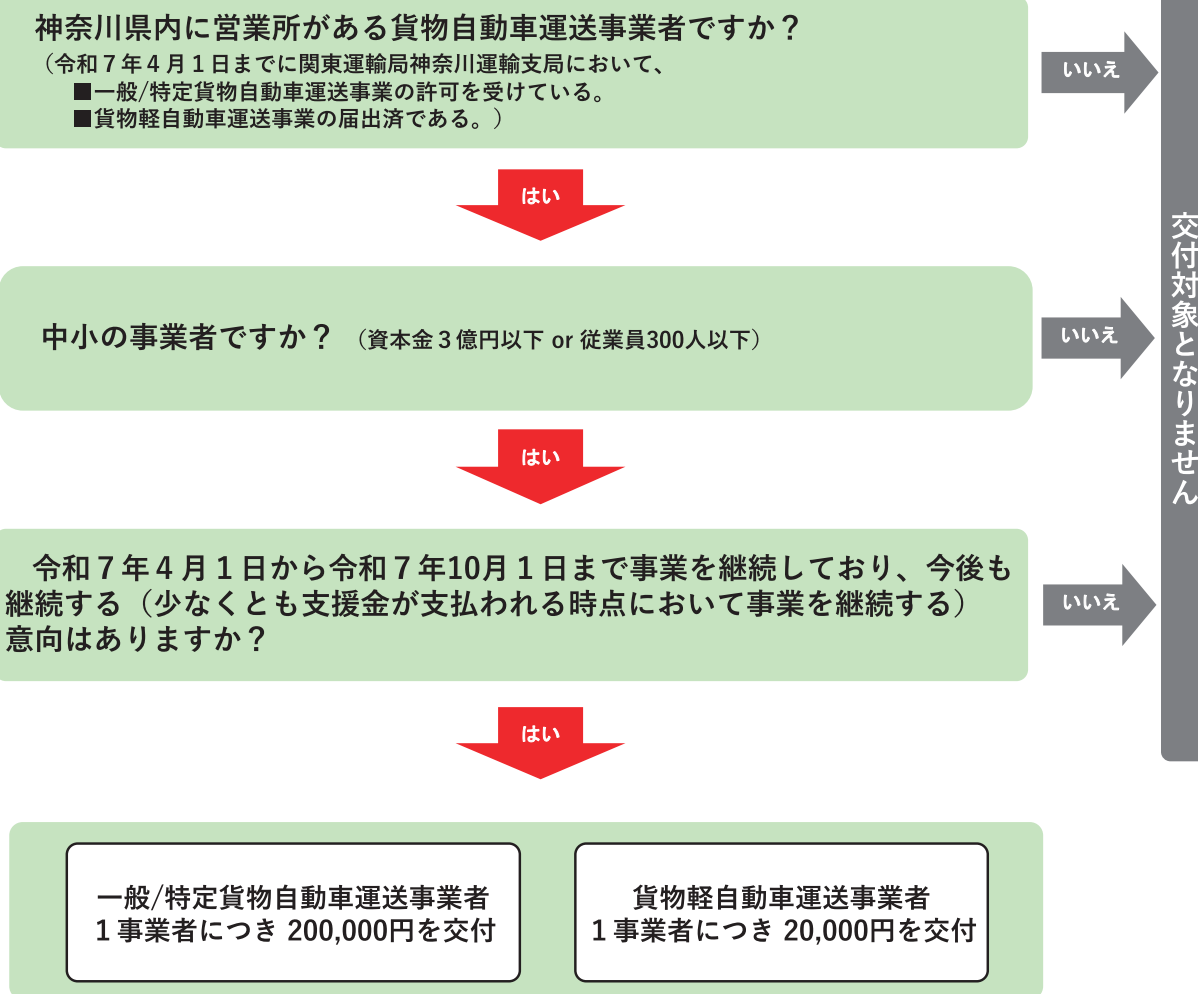 神奈川県内に営業所がある貨物自動車運送事業者ですか？
（令和７年４月１日までに関東運輸局神奈川運輸支局において、
■一般/特定貨物自動車運送事業の許可を受けている。
■貨物軽自動車運送事業の届出済である。）
いいえ
はい
中小の事業者ですか？ （資本金３億円以下 or 従業員300人以下）
いいえ
はい
令和７年４月１日から令和７年10月１日まで事業を継続しており、今後も
継続する（少なくとも支援金が支払われる時点において事業を継続する）
意向はありますか？
いいえ
はい
交付対象となりません
一般/特定貨物自動車運送事業者
１事業者につき 200,000円を交付
貨物軽自動車運送事業者
１事業者につき 20,000円を交付